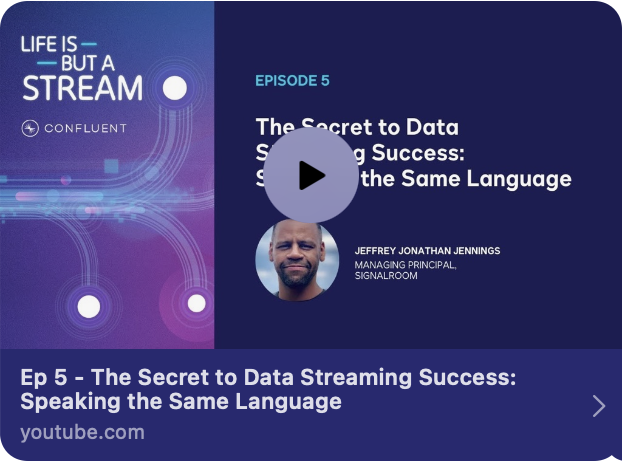 LIFE IS
BUT A
STREAM
CONFLUENT
EPISODE 5
The Secret to Data
g Success:
the Same Language
JEFFREY JONATHAN JENNINGS
MANAGING PRINCIPAL,
SIGNALROOM
Ep 5 - The Secret to Data Streaming Success:
Speaking the Same Language
youtube.com